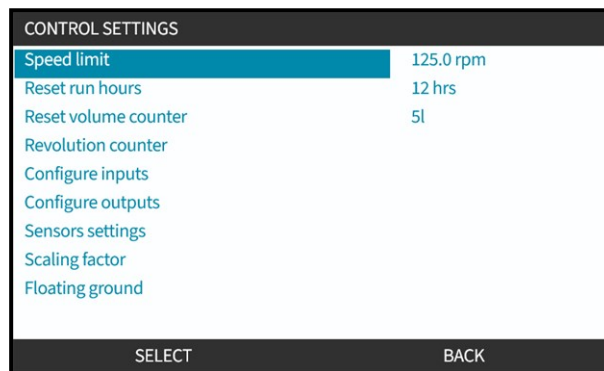 CONTROL SETTINGS
Speed limit 125.0 rpm
Reset run hours 12 hrs
Reset volume counter 5l
Revolution counter
Configure inputs
Configure outputs
Sensors settings
Scaling factor
Floating ground
SELECT BACK